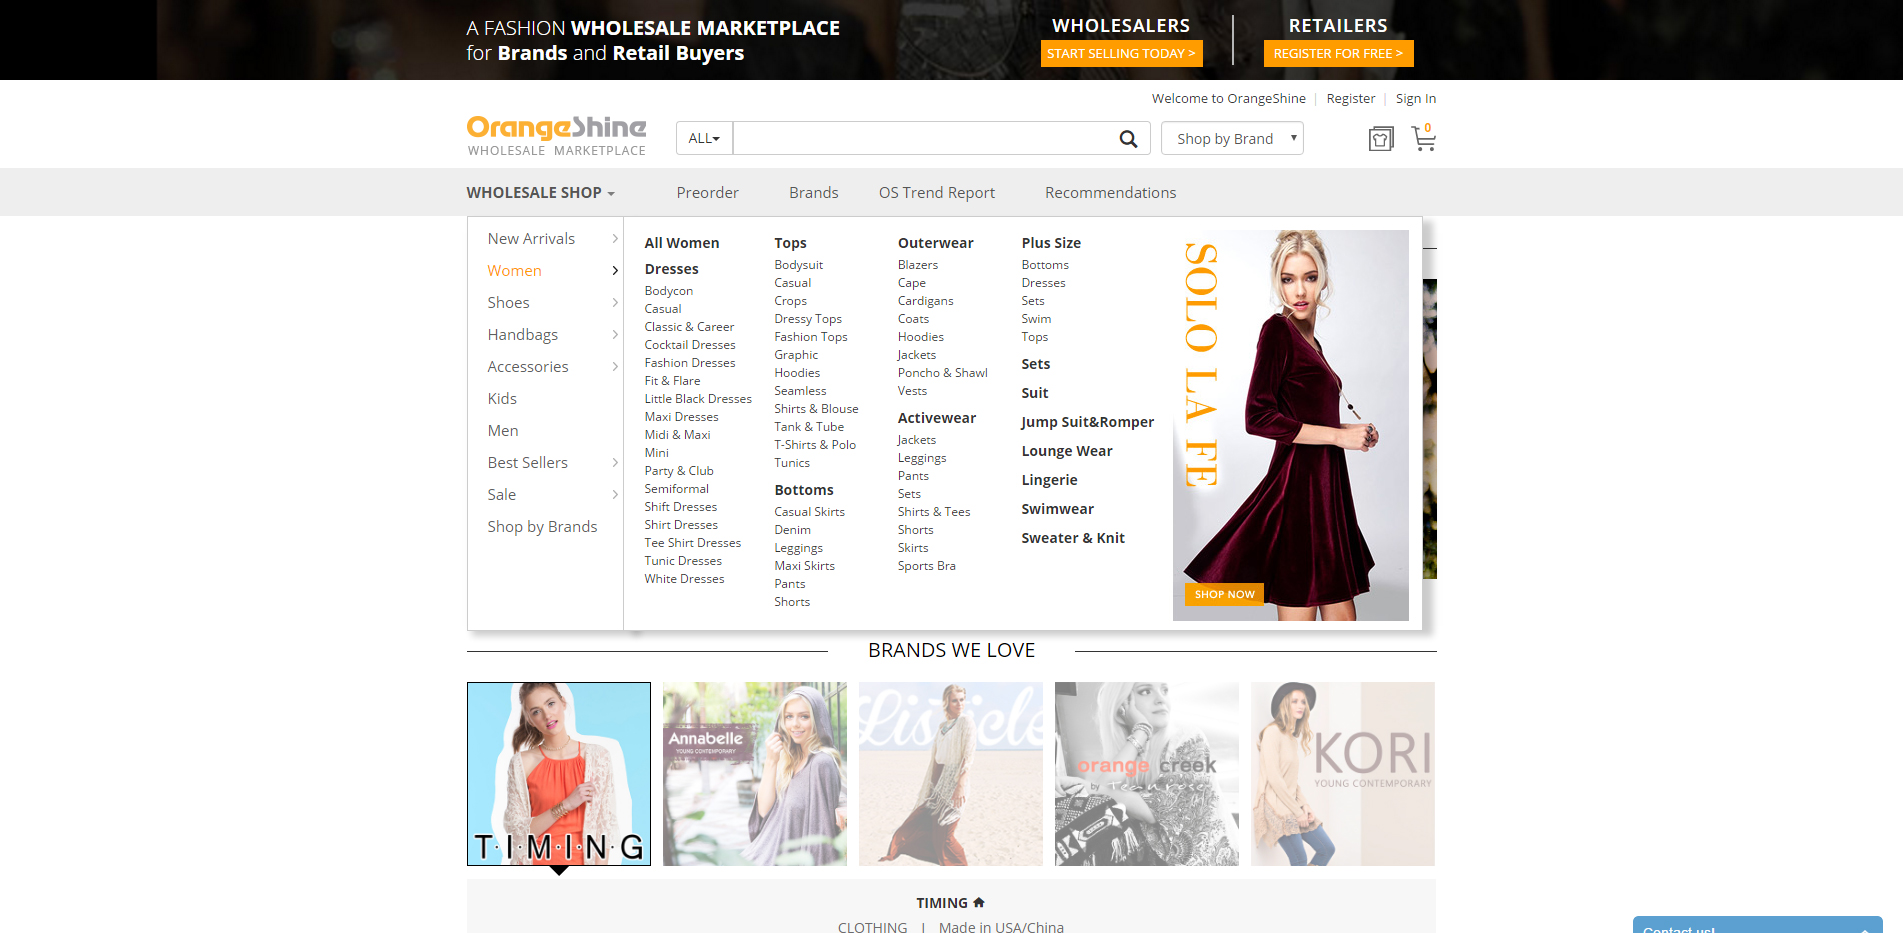 A FASHION WHOLESALE MARKETPLACE
for Brands and Retail Buyers
WHOLESALERS
START SELLING TODAY >
RETAILERS
REGISTER FOR FREE >
Welcome to OrangeShine | Register | Sign In
OrangeShine
WHOLESALE MARKETPLACE
ALL
Shop by Brand
0
WHOLESALE SHOP
Preorder
Brands
OS Trend Report
Recommendations
New Arrivals
Women
Shoes
Handbags
Accessories
Kids
Men
Best Sellers
Sale
Shop by Brands
All Women
Dresses
Bodycon
Casual
Classic & Career
Cocktail Dresses
Fashion Dresses
Fit & Flare
Little Black Dresses
Maxi Dresses
Midi & Maxi
Mini
Party & Club
Semiformal
Shift Dresses
Shirt Dresses
Tee Shirt Dresses
Tunic Dresses
White Dresses
Tops
Bodysuit
Casual
Crops
Dressy Tops
Fashion Tops
Graphic
Hoodies
Seamless
Shirts & Blouse
Tank & Tube
T-Shirts & Polo
Tunics
Bottoms
Casual Skirts
Denim
Leggings
Maxi Skirts
Pants
Shorts
Outerwear
Blazers
Cape
Cardigans
Coats
Hoodies
Jackets
Poncho & Shawl
Vests
Activewear
Jackets
Leggings
Pants
Sets
Shirts & Tees
Shorts
Skirts
Sports Bra
Plus Size
Bottoms
Dresses
Sets
Swim
Tops
Sets
Suit
Jump Suit&Romper
Lounge Wear
Lingerie
Swimwear
Sweater & Knit
SOLO LA FE
SHOP NOW
BRANDS WE LOVE
T·I·M·I·N·G
Annabelle
YOUNG CONTEMPORARY
Listicle
orange creek
by
KORI
YOUNG CONTEMPORARY
TIMING
CLOTHING | Made in USA/China
Contact us!